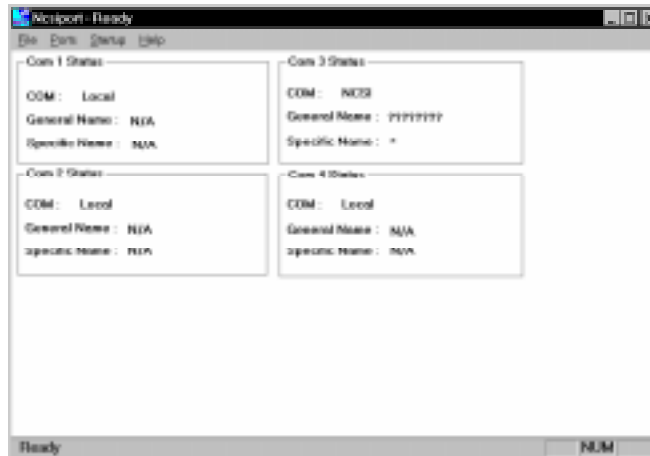 Ncsiport - Ready
File Ports Startup Help
Com 1 Status
COM : Local
General Name : N/A
Specific Name : N/A
Com 3 Status
COM : NCSI
General Name : ????????
Specific Name : *
Com 2 Status
COM : Local
General Name : N/A
Specific Name : N/A
Com 4 Status
COM : Local
General Name : N/A
Specific Name : N/A
Ready NUM